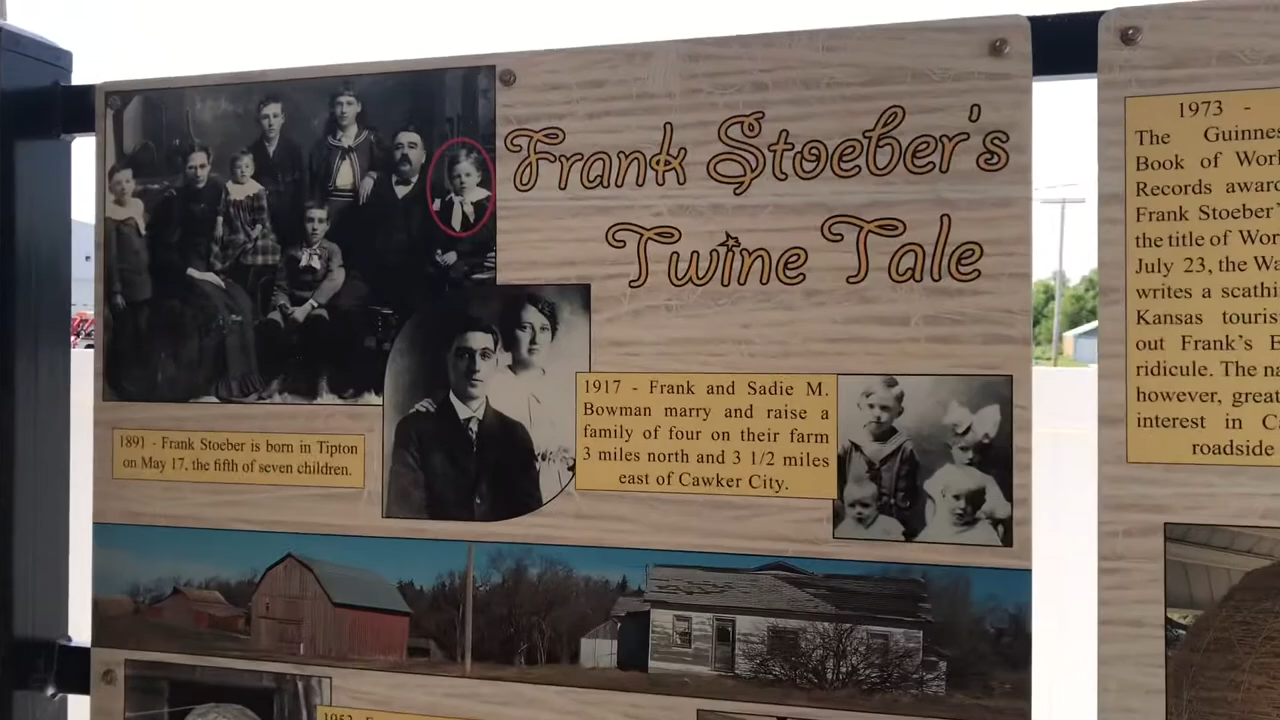 Frank Stoeber's
Twine Tale
1891 - Frank Stoeber is born in Tipton
on May 17, the fifth of seven children.
1917 - Frank and Sadie M.
Bowman marry and raise a
family of four on their farm
3 miles north and 3 1/2 miles
east of Cawker City.
1973 -
The Guinnes
Book of Worl
Records award
Frank Stoeber'
the title of Wor
July 23, the Wa
writes a scathi
Kansas touris
out Frank's B
ridicule. The na
however, great
interest in Ca
roadside